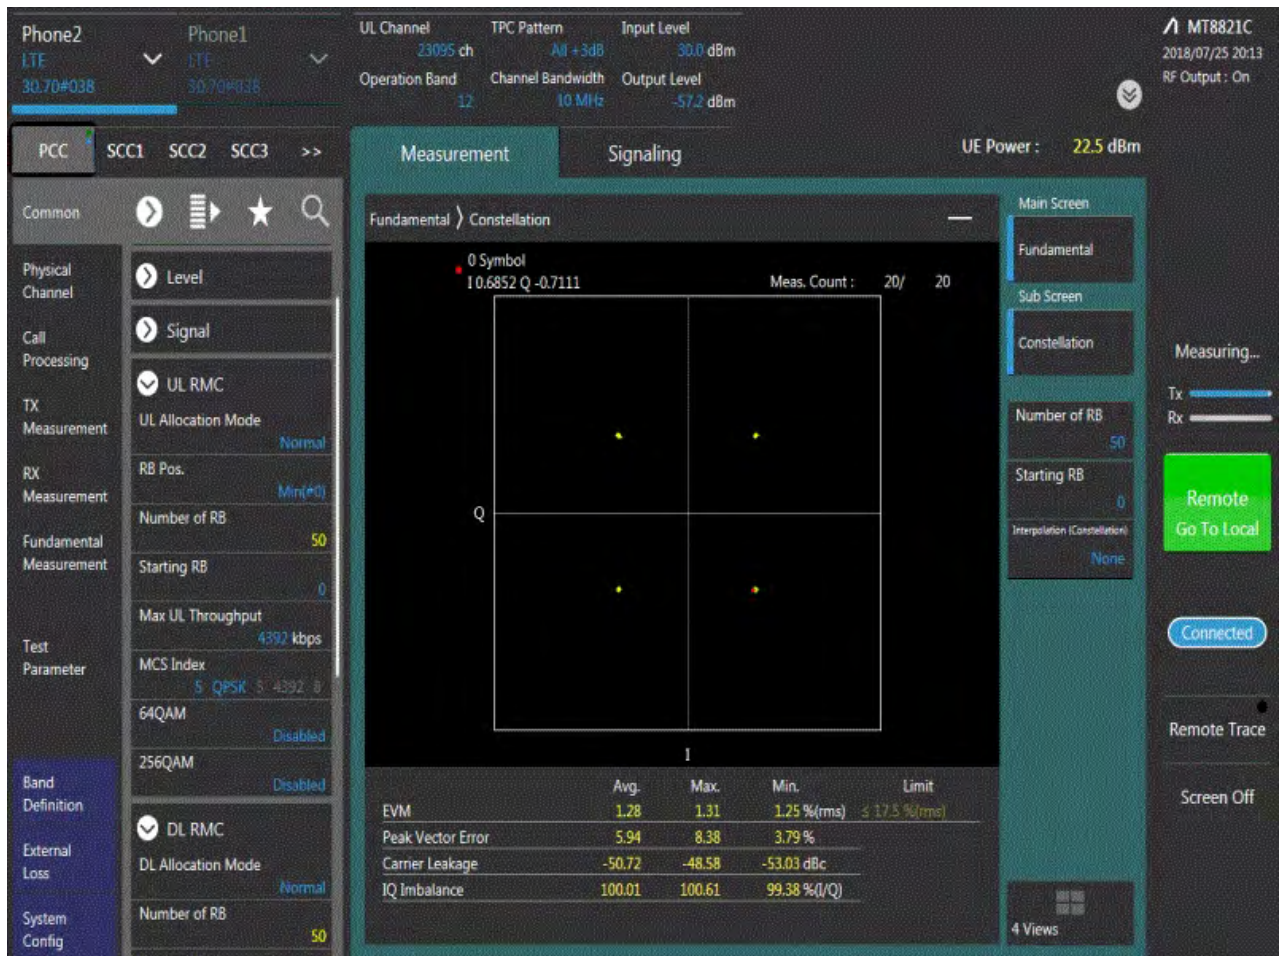 Phone2
LTE
30.70#038
Phone1
LTE
30.70#038
UL Channel
23095 ch
Operation Band
12
TPC Pattern
All +3dB
Channel Bandwidth
10 MHz
Input Level
30.0 dBm
Output Level
-57.2 dBm
MT8821C
2018/07/25 20:13
RF Output : On
PCC SCC1 SCC2 SCC3 >>
Measurement
Signaling
UE Power : 22.5 dBm
Common
Physical
Channel
Call
Processing
TX
Measurement
RX
Measurement
Fundamental
Measurement
Test
Parameter
Band
Definition
External
Loss
System
Config
Level
Signal
UL RMC
UL Allocation Mode
Normal
RB Pos.
Min(#0)
Number of RB
50
Starting RB
0
Max UL Throughput
4392 kbps
MCS Index
5 QPSK 5 4392 8
64QAM
Disabled
256QAM
Disabled
DL RMC
DL Allocation Mode
Normal
Number of RB
50
Fundamental 〉 Constellation
0 Symbol
I 0.6852 Q -0.7111
Meas. Count : 20/ 20
Q
I
Avg. Max. Min. Limit
EVM 1.28 1.31 1.25 %(rms) ≤ 17.5 %(rms)
Peak Vector Error 5.94 8.38 3.79 %
Carrier Leakage -50.72 -48.58 -53.03 dBc
IQ Imbalance 100.01 100.61 99.38 %(I/Q)
Main Screen
Fundamental
Sub Screen
Constellation
Number of RB
50
Starting RB
0
Interpolation (Constellation)
None
4 Views
Measuring...
Tx
Rx
Remote
Go To Local
Connected
Remote Trace
Screen Off